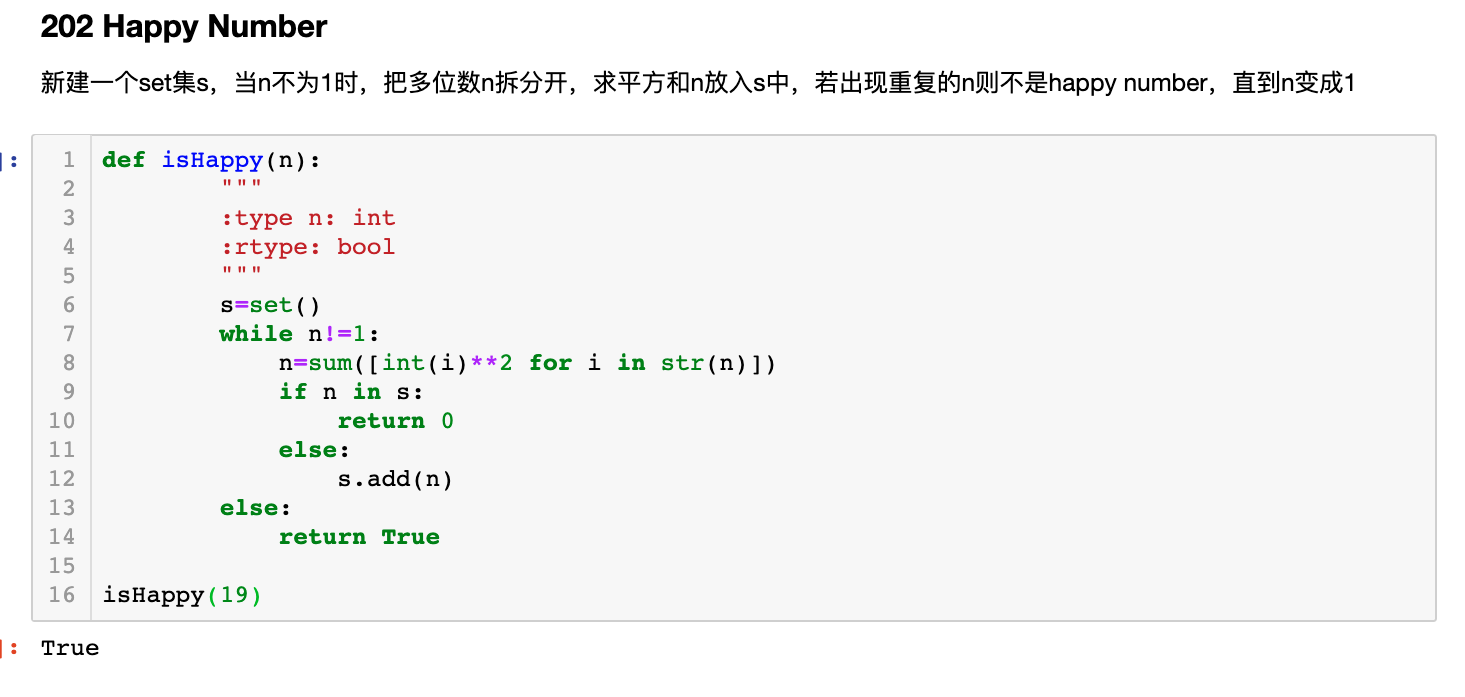 202 Happy Number
新建一个set集s，当n不为1时，把多位数n拆分开，求平方和n放入s中，若出现重复的n则不是happy number，直到n变成1
]:
1 def isHappy(n):
2         """
3         :type n: int
4         :rtype: bool
5         """
6         s=set()
7         while n!=1:
8             n=sum([int(i)**2 for i in str(n)])
9             if n in s:
10                 return 0
11             else:
12                 s.add(n)
13         else:
14             return True
15
16 isHappy(19)
]: True